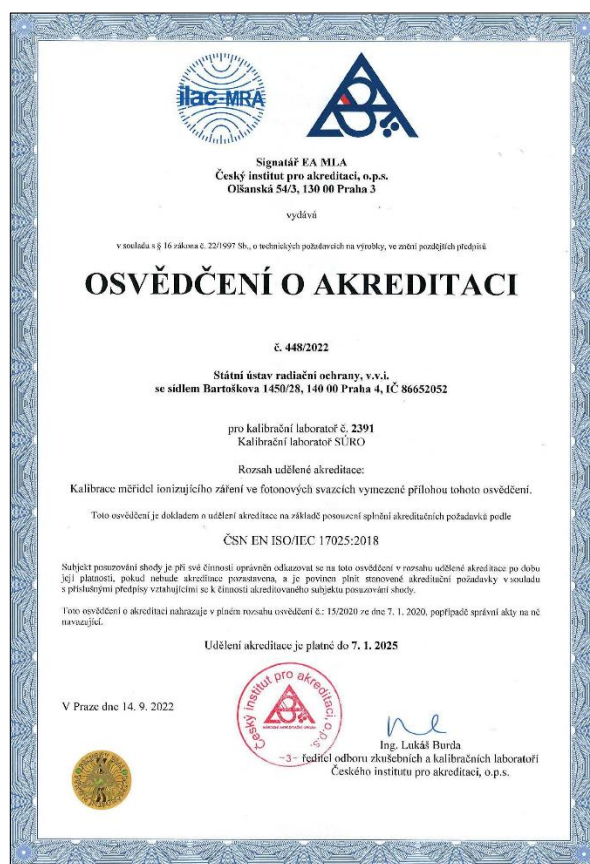 ilac-MRA
Signatář EA MLA
Český institut pro akreditaci, o.p.s.
Olšanská 54/3, 130 00 Praha 3
vydává
v souladu s § 16 zákona č. 22/1997 Sb., o technických požadavcích na výrobky, ve znění pozdějších předpisů
OSVĚDČENÍ O AKREDITACI
č. 448/2022
Státní ústav radiační ochrany, v.v.i.
se sídlem Bartoškova 1450/28, 140 00 Praha 4, IČ 86652052
pro kalibrační laboratoř č. 2391
Kalibrační laboratoř SÚRO
Rozsah udělené akreditace:
Kalibrace měřidel ionizujícího záření ve fotonových svazcích vymezené přílohou tohoto osvědčení.
Toto osvědčení je dokladem o udělení akreditace na základě posouzení splnění akreditačních požadavků podle
ČSN EN ISO/IEC 17025:2018
Subjekt posuzování shody je při své činnosti oprávněn odkazovat se na toto osvědčení v rozsahu udělené akreditace po dobu
její platnosti, pokud nebude akreditace pozastavena, a je povinen plnit stanovené akreditační požadavky v souladu
s příslušnými předpisy vztahujícími se k činnosti akreditovaného subjektu posuzování shody.
Toto osvědčení o akreditaci nahrazuje v plném rozsahu osvědčení č.: 15/2020 ze dne 7. 1. 2020, popřípadě správní akty na ně
navazující.
Udělení akreditace je platné do 7. 1. 2025
Český institut pro akreditaci, o.p.s.
-3-
V Praze dne 14. 9. 2022
Ing. Lukáš Burda
ředitel odboru zkušebních a kalibračních laboratoří
Českého institutu pro akreditaci, o.p.s.